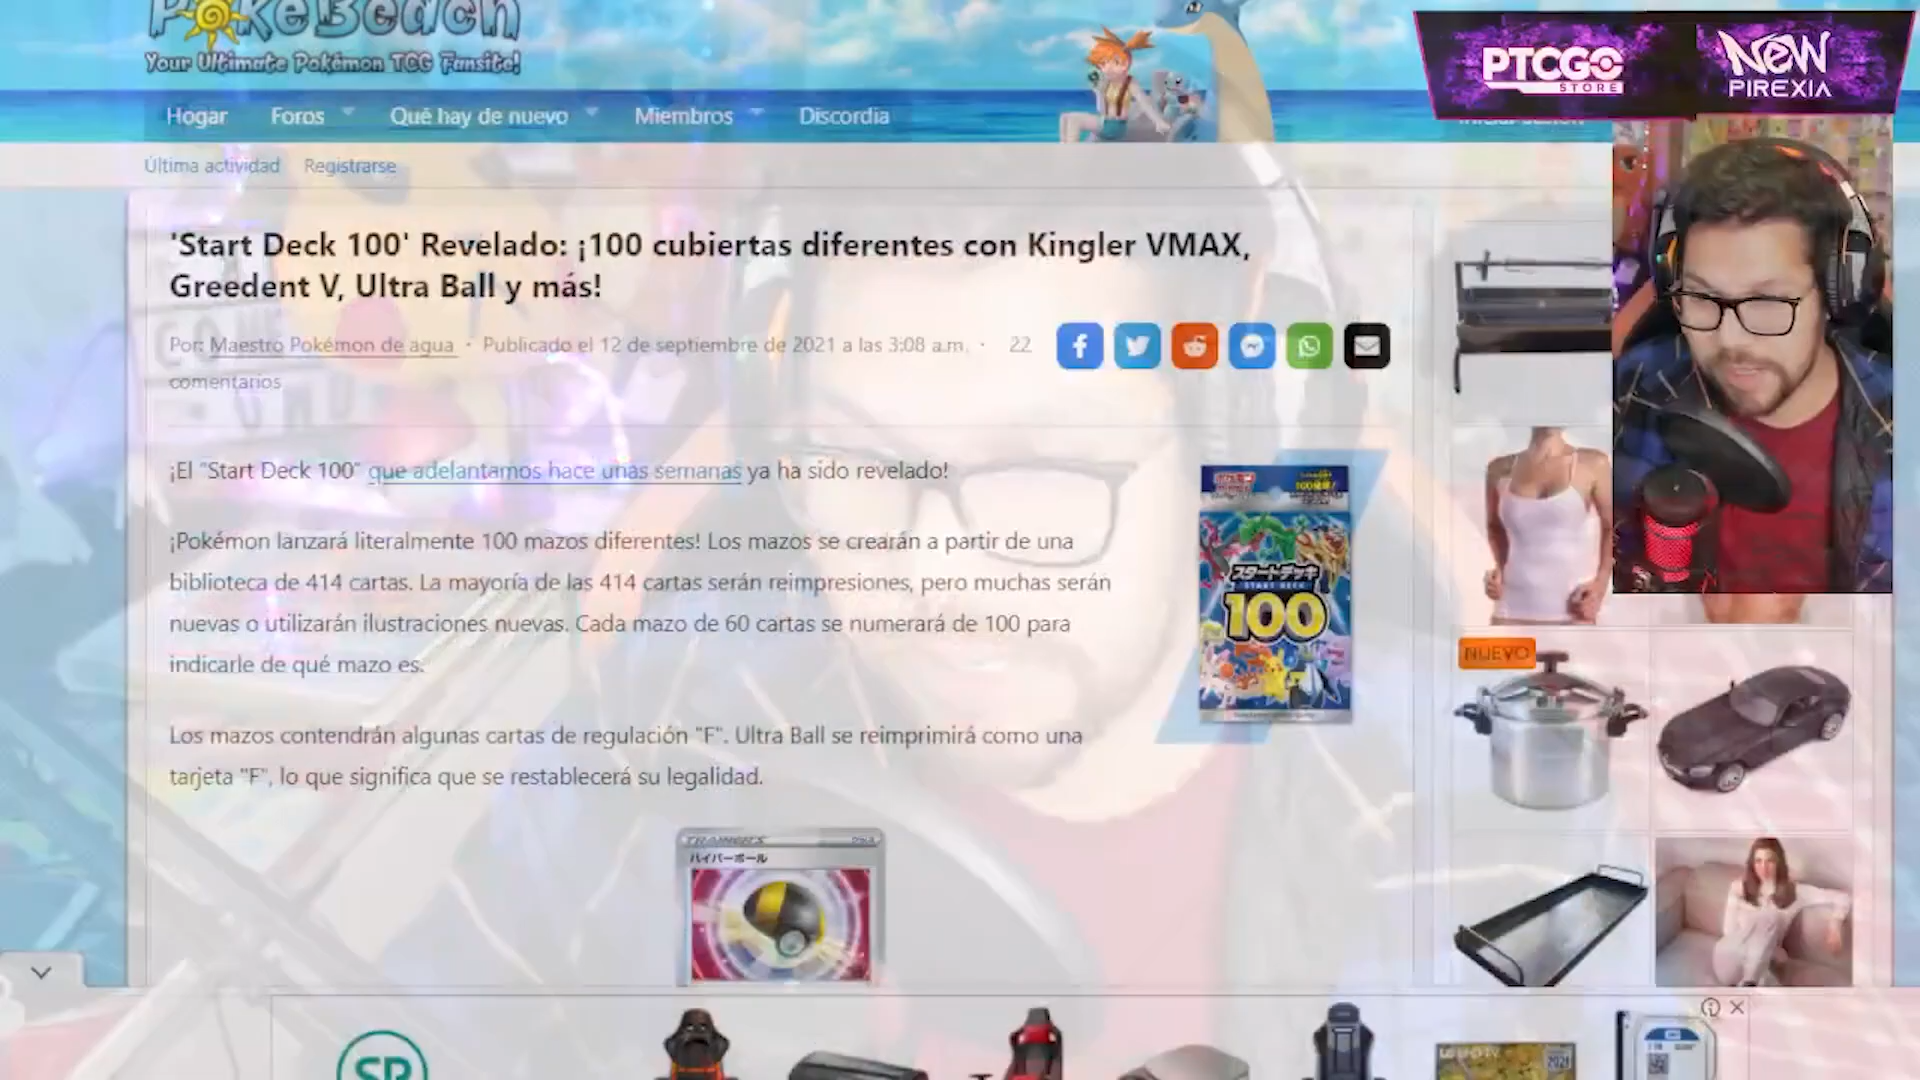 PokéBeach
Your Ultimate Pokémon TCG Fansite!
PTCGO
STORE
NEW
PIREXIA
Hogar
Foros
Qué hay de nuevo
Miembros
Discordia
Última actividad
Registrarse
'Start Deck 100' Revelado: ¡100 cubiertas diferentes con Kingler VMAX,
Greedent V, Ultra Ball y más!
Por: Maestro Pokémon de agua · Publicado el 12 de septiembre de 2021 a las 3:08 a.m. · 22
comentarios
¡El "Start Deck 100" que adelantamos hace unas semanas ya ha sido revelado!
¡Pokémon lanzará literalmente 100 mazos diferentes! Los mazos se crearán a partir de una
biblioteca de 414 cartas. La mayoría de las 414 cartas serán reimpresiones, pero muchas serán
nuevas o utilizarán ilustraciones nuevas. Cada mazo de 60 cartas se numerará de 100 para
indicarle de qué mazo es.
スタートデッキ
START DECK
100
Los mazos contendrán algunas cartas de regulación "F". Ultra Ball se reimprimirá como una
tarjeta "F", lo que significa que se restablecerá su legalidad.
NUEVO
TRAINERS
ハイパーボール
SR